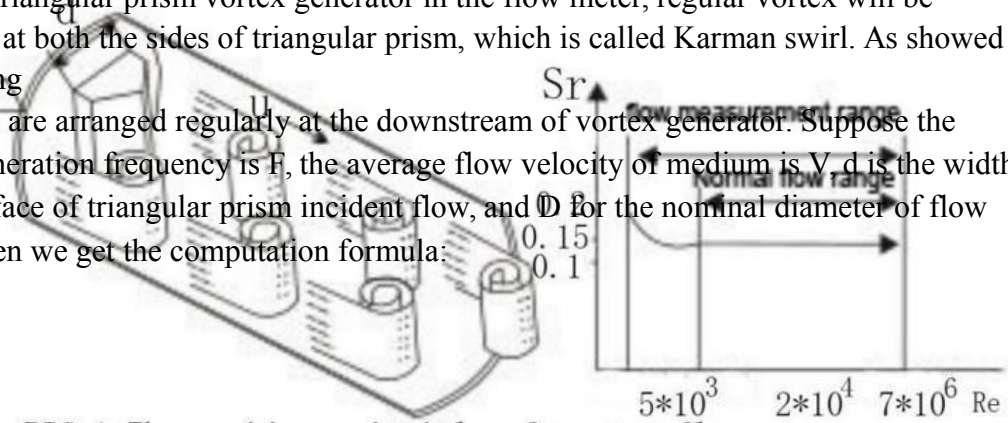 riangular prism vortex generator in the flow meter, regular vortex will be
at both the sides of triangular prism, which is called Karman swirl. As showed
ng
are arranged regularly at the downstream of vortex generator. Suppose the
neration frequency is F, the average flow velocity of medium is V, d is the width
face of triangular prism incident flow, and D for the nominal diameter of flow
en we get the computation formula:
d
u
Sr
flow measurement range
Normal flow range
0.2
0.15
0.1
5*10³ 2*10⁴ 7*10⁶ Re